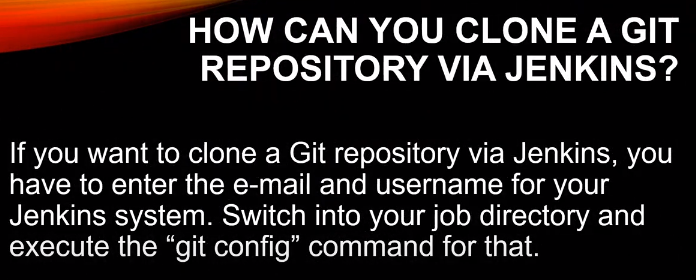 HOW CAN YOU CLONE A GIT
REPOSITORY VIA JENKINS?
If you want to clone a Git repository via Jenkins, you
have to enter the e-mail and username for your
Jenkins system. Switch into your job directory and
execute the “git config” command for that.